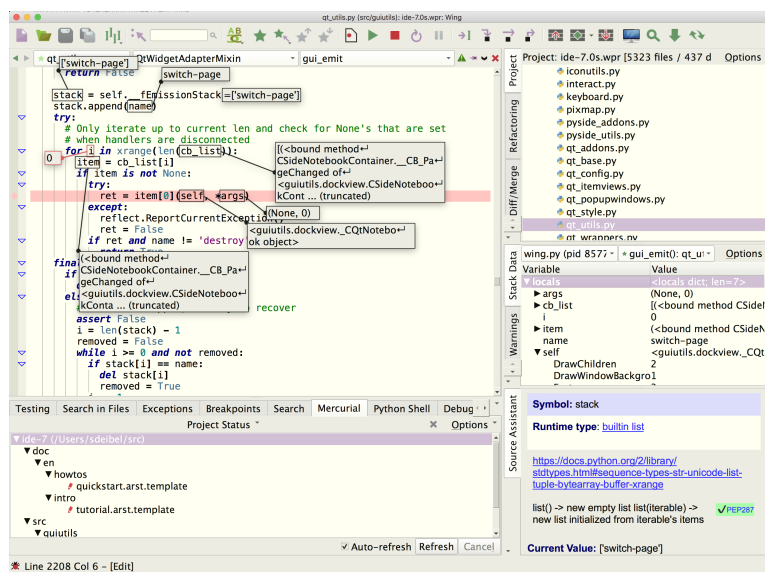 qt_utils.py (src/guiutils): ide-7.0s.wpr: Wing
QtWidgetAdapterMixin
gui_emit
['switch-page']
switch-page
return False
stack = self.__fEmissionStack =['switch-page']
stack.append(name)
try:
# Only iterate up to current len and check for None's that are set
# when handlers are disconnected
for i in xrange(len(cb_list)):
0
item = cb_list[i]
if item is not None:
try:
ret = item[0](self, *args)
except:
reflect.ReportCurrentException()
ret = False
if ret and name != 'destroy'
return True
[(<bound method↵
CSideNotebookContainer.__CB_Pa↵
geChanged of↵
<guiutils.dockview.CSideNoteboo↵
kCont ... (truncated)
(None, 0)
<guiutils.dockview._CQtNotebo↵
ok object>
(<bound method↵
CSideNotebookContainer.__CB_Pa↵
geChanged of↵
<guiutils.dockview.CSideNoteboo↵
kConta ... (truncated)
if
recover
assert False
i = len(stack) - 1
removed = False
while i >= 0 and not removed:
if stack[i] == name:
del stack[i]
removed = True
Testing
Search in Files
Exceptions
Breakpoints
Search
Mercurial
Python Shell
Debug
Project Status
Options
ide-7 (/Users/sdeibel/src)
doc
en
howtos
quickstart.arst.template
intro
tutorial.arst.template
src
guiutils
Auto-refresh
Refresh
Cancel
Line 2208 Col 6 - [Edit]
Project
Refactoring
Diff/Merge
Project: ide-7.0s.wpr [5323 files / 437 d
Options
iconutils.py
interact.py
keyboard.py
pixmap.py
pyside_addons.py
pyside_utils.py
qt_addons.py
qt_base.py
qt_config.py
qt_itemviews.py
qt_popupwindows.py
qt_style.py
qt_utils.py
qt_wrappers.py
Stack Data
Warnings
wing.py (pid 8577
gui_emit(): qt_ut
Options
Variable
Value
locals
<locals dict; len=7>
args
(None, 0)
cb_list
[(<bound method CSideN
i
0
item
(<bound method CSideN
name
switch-page
self
<guiutils.dockview._CQt
DrawChildren
2
DrawWindowBackgro
1
Source Assistant
Symbol: stack
Runtime type: builtin list
https://docs.python.org/2/library/
stdtypes.html#sequence-types-str-unicode-list-
tuple-bytearray-buffer-xrange
list() -> new empty list list(iterable) ->
new list initialized from iterable's items
✓PEP287
Current Value: ['switch-page']